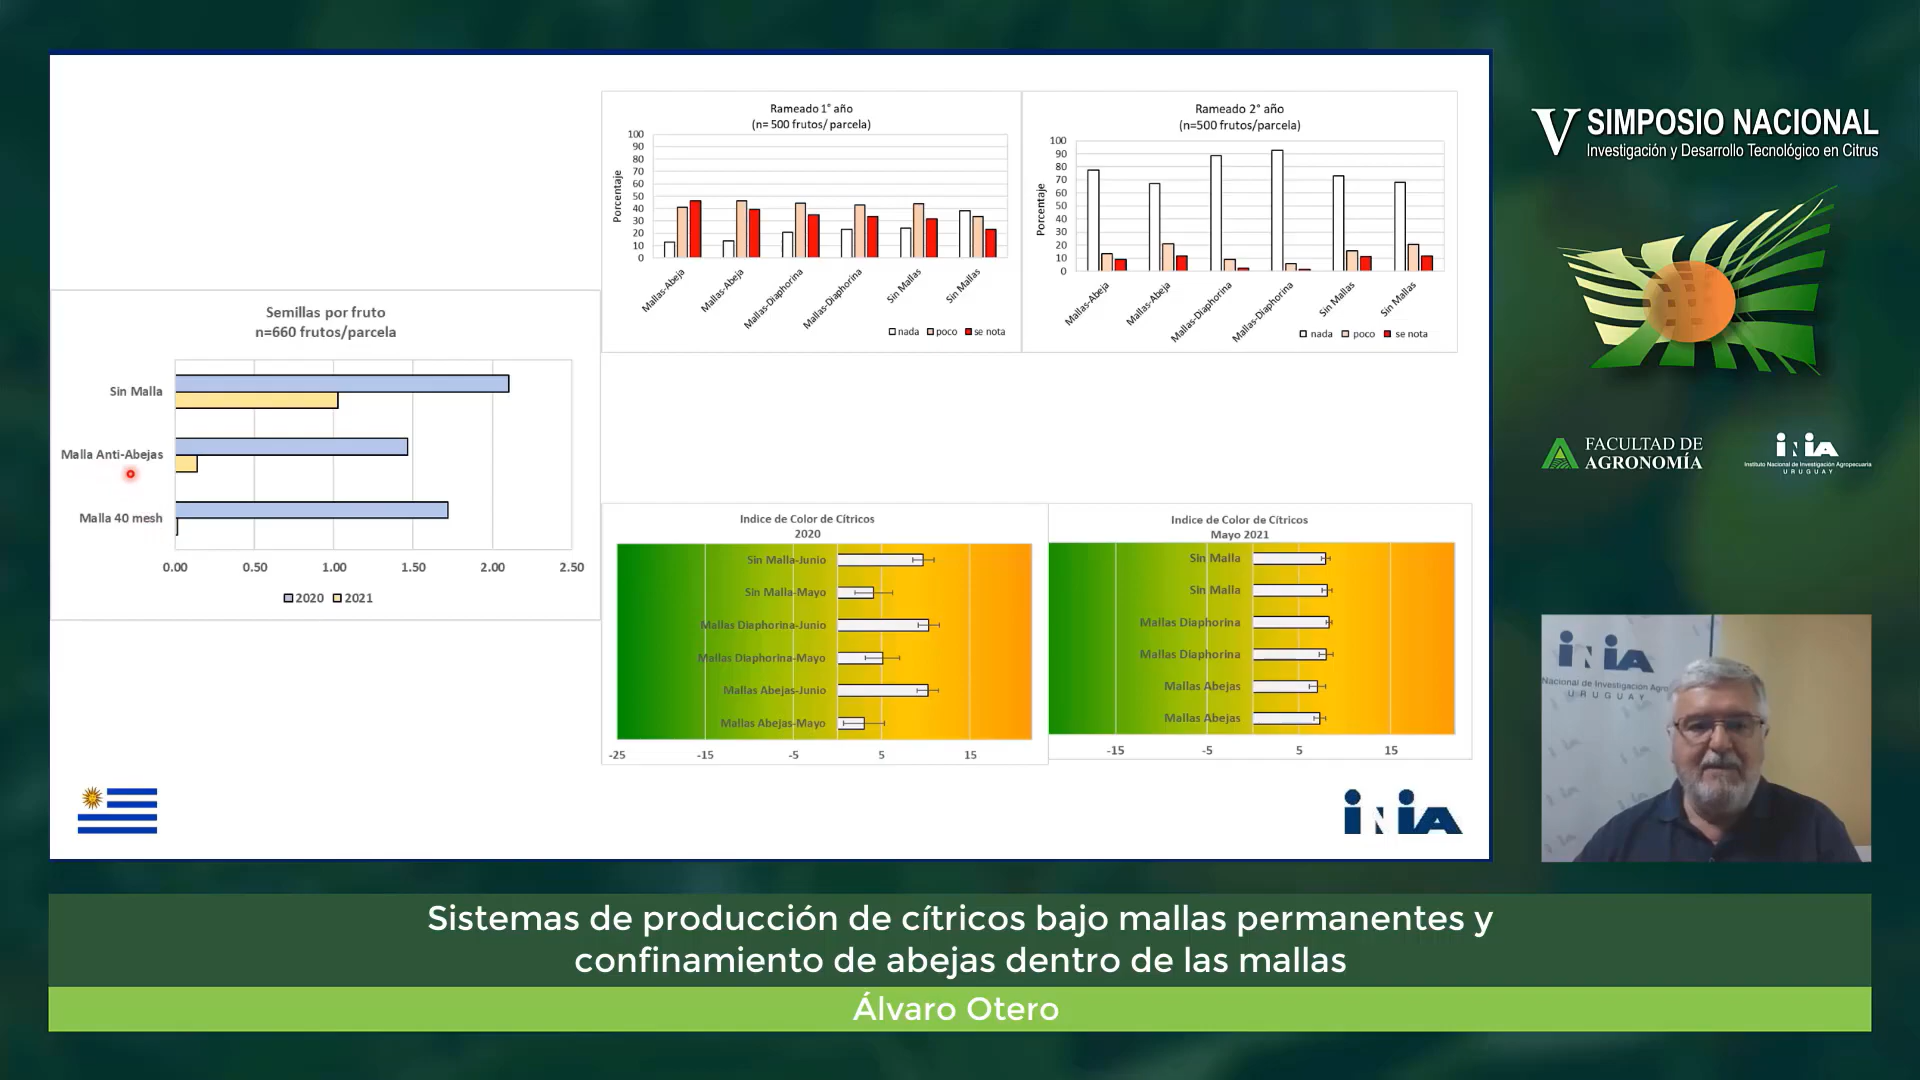 Rameado 1° año
(n= 500 frutos/ parcela)
100
90
80
70
60
50
40
30
20
10
0
Porcentaje
Mallas-Abeja
Mallas-Abeja
Mallas-Diaphorina
Mallas-Diaphorina
Sin Mallas
Sin Mallas
nada poco se nota
Rameado 2° año
(n=500 frutos/parcela)
100
90
80
70
60
50
40
30
20
10
0
Porcentaje
Mallas-Abeja
Mallas-Abeja
Mallas-Diaphorina
Mallas-Diaphorina
Sin Mallas
Sin Mallas
nada poco se nota
Semillas por fruto
n=660 frutos/parcela
Sin Malla
Malla Anti-Abejas
Malla 40 mesh
0.00 0.50 1.00 1.50 2.00 2.50
2020 2021
Indice de Color de Cítricos
2020
Sin Malla-Junio
Sin Malla-Mayo
Mallas Diaphorina-Junio
Mallas Diaphorina-Mayo
Mallas Abejas-Junio
Mallas Abejas-Mayo
-25 -15 -5 5 15
Indice de Color de Cítricos
Mayo 2021
Sin Malla
Sin Malla
Mallas Diaphorina
Mallas Diaphorina
Mallas Abejas
Mallas Abejas
-15 -5 5 15
iNiA
V SIMPOSIO NACIONAL
Investigación y Desarrollo Tecnológico en Citrus
FACULTAD DE
AGRONOMÍA
iNiA
Instituto Nacional de Investigación Agropecuaria
URUGUAY
iNiA
Nacional de Investigación Agro
URUGUAY
Sistemas de producción de cítricos bajo mallas permanentes y
confinamiento de abejas dentro de las mallas
Álvaro Otero